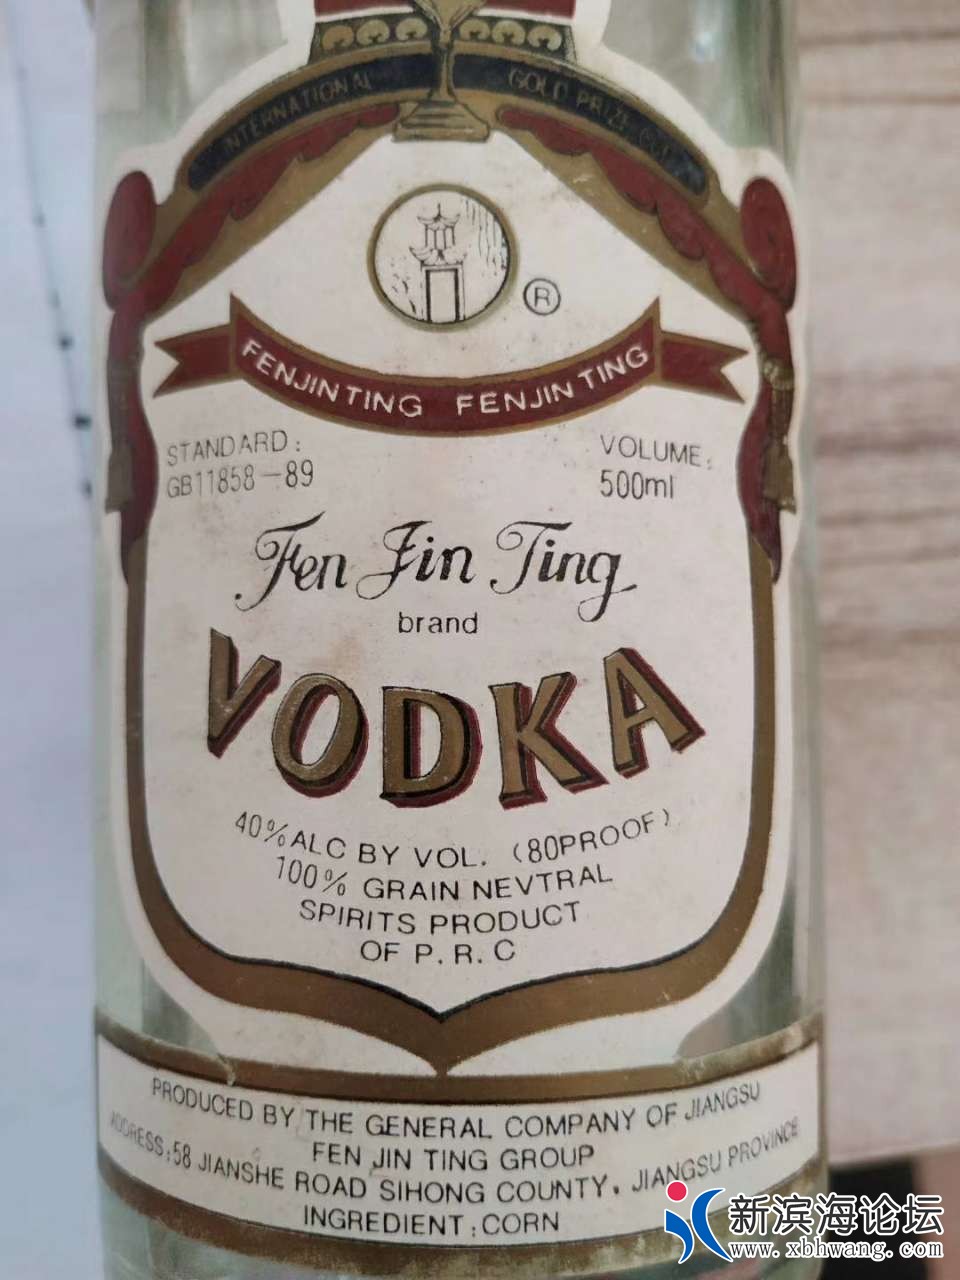 INTERNATIONAL GOLD PRIZE
®
FENJINTING FENJINTING
STANDARD:
GB11858-89
VOLUME:
500ml
Fen Jin Ting
brand
VODKA
40%ALC BY VOL. (80PROOF)
100% GRAIN NEVTRAL
SPIRITS PRODUCT
OF P.R.C
PRODUCED BY THE GENERAL COMPANY OF JIANGSU
FEN JIN TING GROUP
ADDRESS:58 JIANSHE ROAD SIHONG COUNTY. JIANGSU PROVINCE
INGREDIENT:CORN
新滨海论坛
www.xbhwang.com